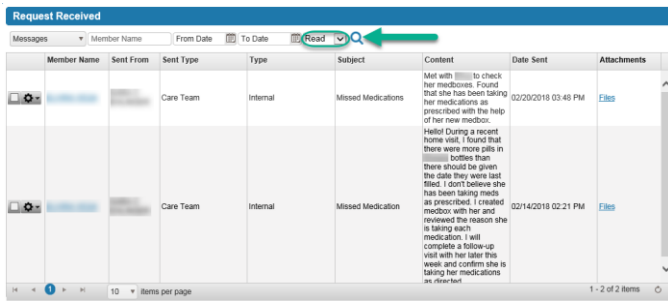 Request Received
Messages Member Name From Date To Date Read
Member Name Sent From Sent Type Type Subject Content Date Sent Attachments
Care Team Internal Missed Medications 02/20/2018 03:48 PM Files
Met with to check
her medboxes. Found
that she has been taking
her medications as
prescribed with the help
of her new medbox.
Care Team Internal Missed Medication 02/14/2018 02:21 PM Files
Hello! During a recent
home visit, I found that
there were more pills in
bottles than
there should be given
the date they were last
filled. I don't believe she
has been taking meds
as prescribed. I created
medbox with her and
reviewed the reason she
is taking each
medication. I will
complete a follow-up
visit with her later this
week and confirm she is
taking her medications
as directed.
1 10 items per page 1 - 2 of 2 items